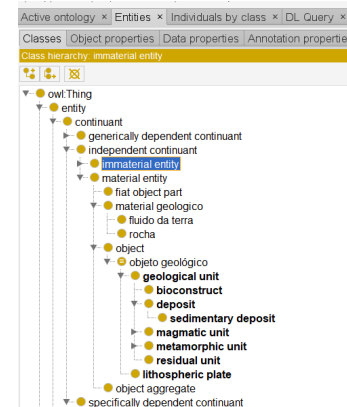 Active ontology × Entities × Individuals by class × DL Query ×
Classes Object properties Data properties Annotation propertie
Class hierarchy: immaterial entity
owl:Thing
entity
continuant
generically dependent continuant
independent continuant
immaterial entity
material entity
fiat object part
material geologico
fluido da terra
rocha
object
objeto geológico
geological unit
bioconstruct
deposit
sedimentary deposit
magmatic unit
metamorphic unit
residual unit
lithospheric plate
object aggregate
specifically dependent continuant